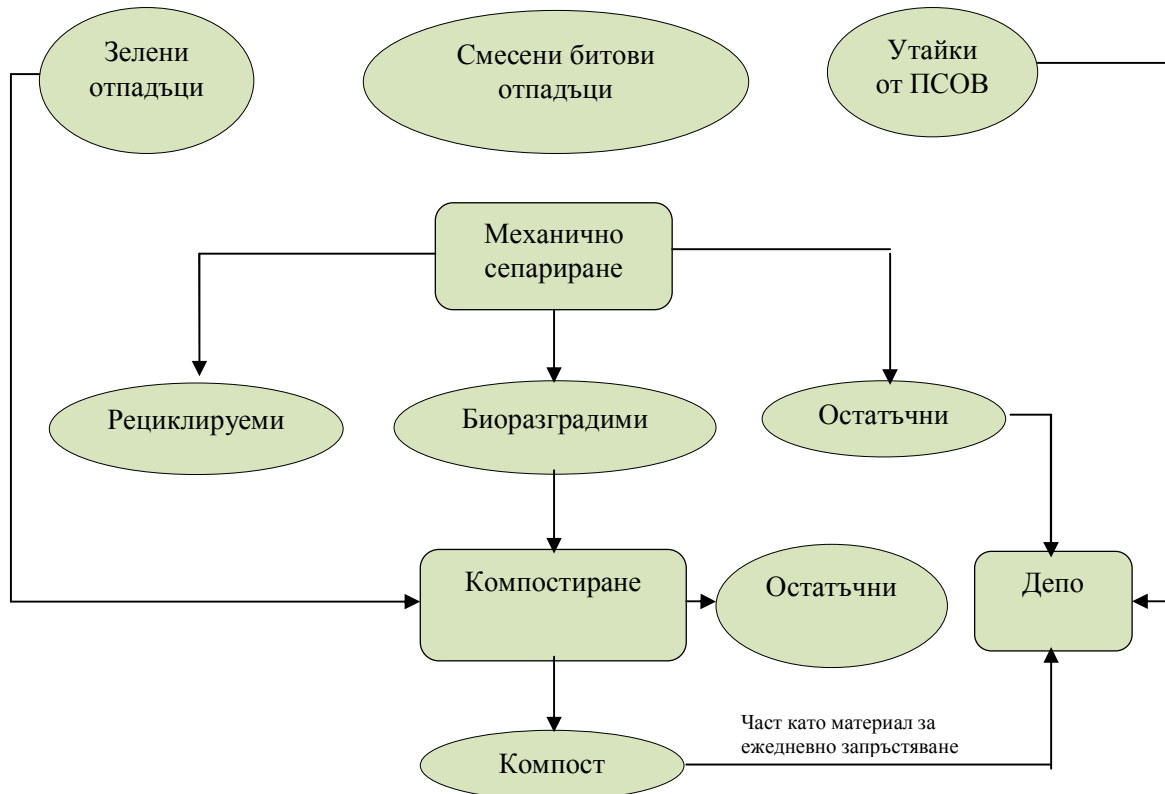 Зелени
отпадъци
Смесени битови
отпадъци
Утайки
от ПСОВ
Механично
сепариране
Рециклируеми
Биоразградими
Остатъчни
Компостиране
Остатъчни
Депо
Част като материал за
ежедневно запръстяване
Компост